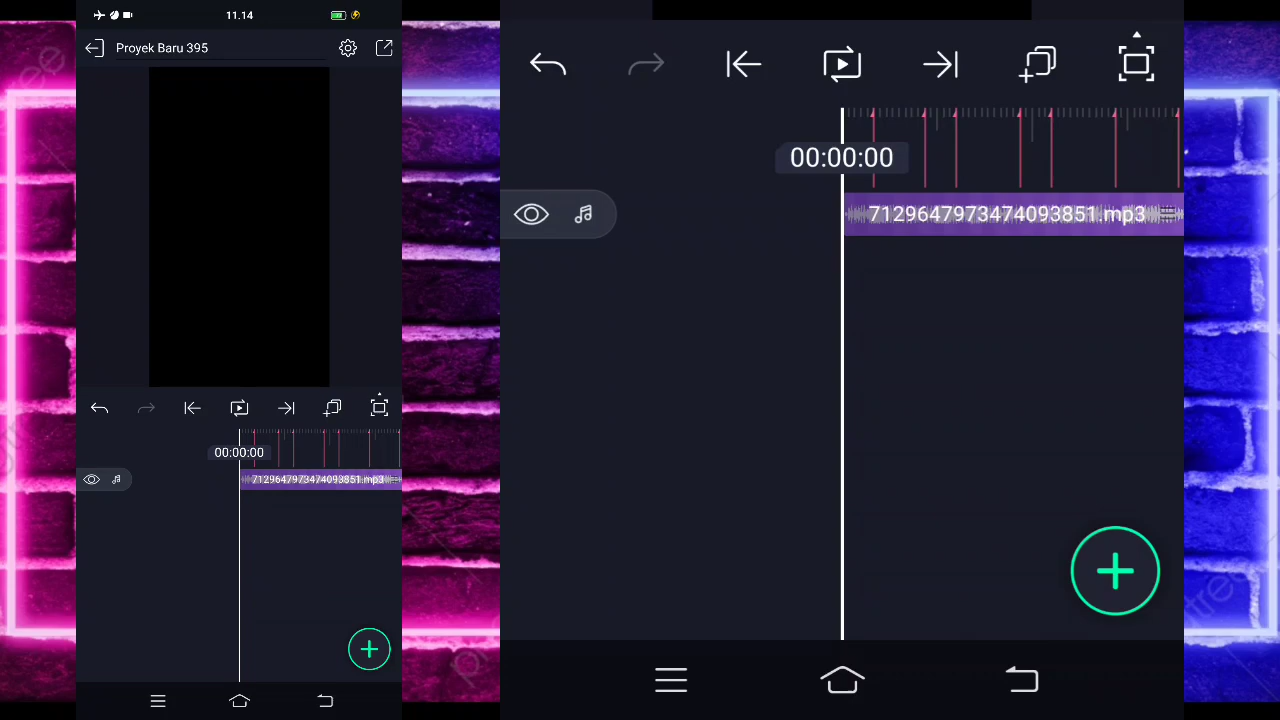 11.14
Proyek Baru 395
00:00:00
7129647973474093851.mp3
00:00:00
7129647973474093851.mp3